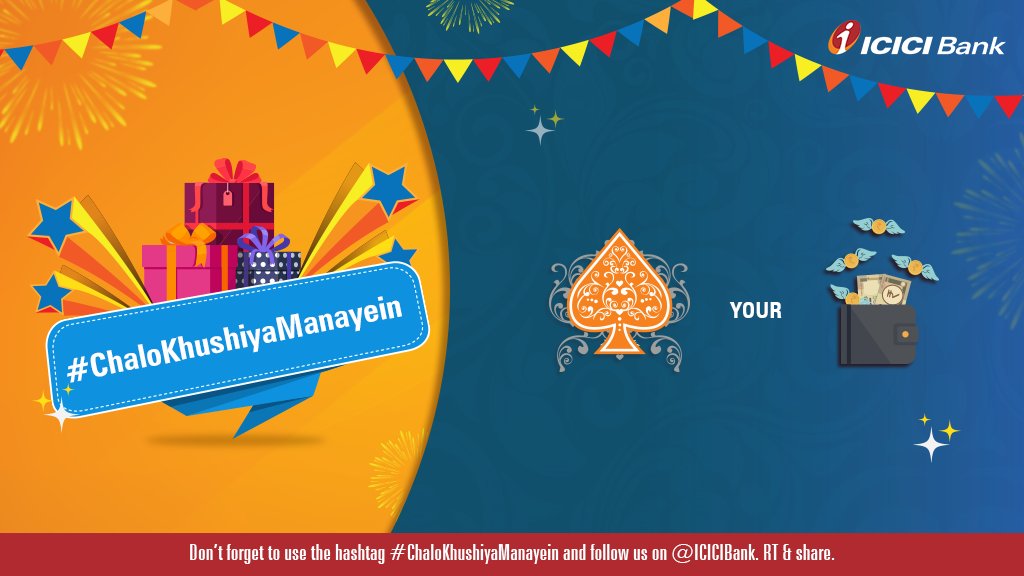 ICICI Bank
#ChaloKhushiyaManayein
YOUR
Don't forget to use the hashtag #ChaloKhushiyaManayein and follow us on @ICICIBank. RT & share.